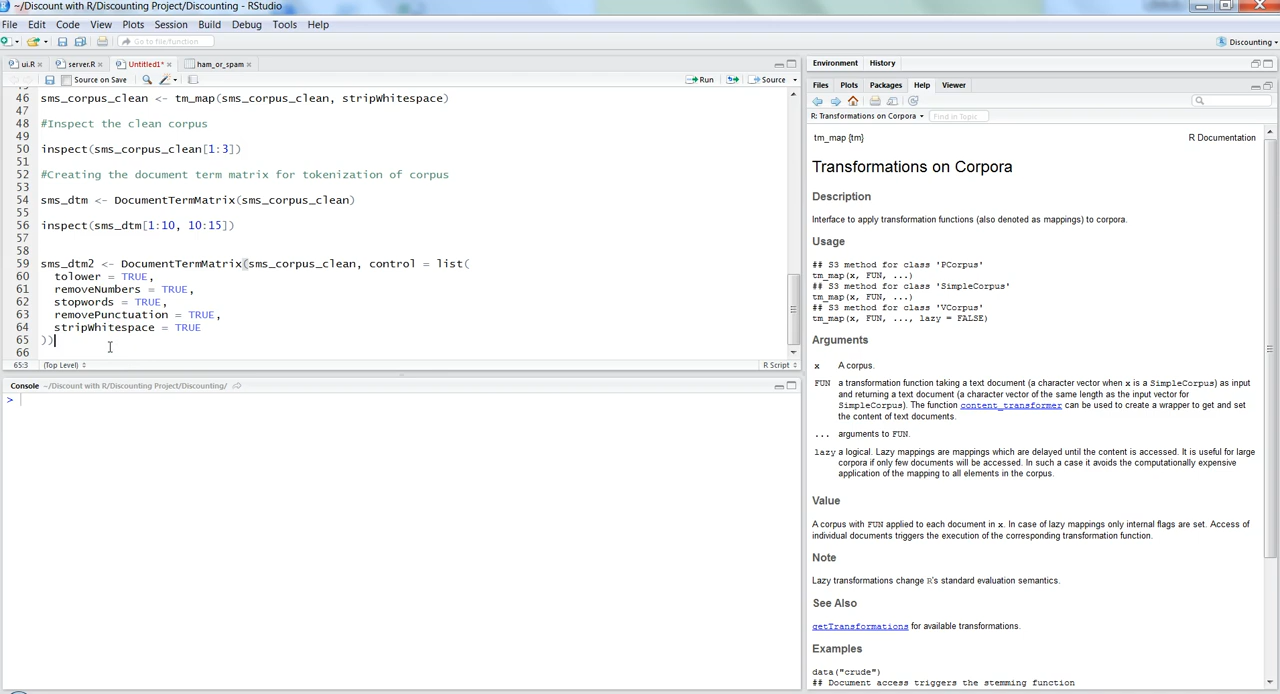 ~/Discount with R/Discounting Project/Discounting - RStudio
File Edit Code View Plots Session Build Debug Tools Help
Go to file/function
Discounting
ui.R server.R Untitled1* ham_or_spam
Source on Save Run Source
46 sms_corpus_clean <- tm_map(sms_corpus_clean, stripWhitespace)
47
48 #Inspect the clean corpus
49
50 inspect(sms_corpus_clean[1:3])
51
52 #Creating the document term matrix for tokenization of corpus
53
54 sms_dtm <- DocumentTermMatrix(sms_corpus_clean)
55
56 inspect(sms_dtm[1:10, 10:15])
57
58
59 sms_dtm2 <- DocumentTermMatrix(sms_corpus_clean, control = list(
60 tolower = TRUE,
61 removeNumbers = TRUE,
62 stopwords = TRUE,
63 removePunctuation = TRUE,
64 stripWhitespace = TRUE
65 ))
66
65:3 (Top Level) R Script
Console ~/Discount with R/Discounting Project/Discounting/
>
Environment History
Files Plots Packages Help Viewer
R: Transformations on Corpora Find in Topic
tm_map {tm} R Documentation
Transformations on Corpora
Description
Interface to apply transformation functions (also denoted as mappings) to corpora.
Usage
## S3 method for class 'PCorpus'
tm_map(x, FUN, ...)
## S3 method for class 'SimpleCorpus'
tm_map(x, FUN, ...)
## S3 method for class 'VCorpus'
tm_map(x, FUN, ..., lazy = FALSE)
Arguments
x A corpus.
FUN a transformation function taking a text document (a character vector when x is a SimpleCorpus) as input
and returning a text document (a character vector of the same length as the input vector for
SimpleCorpus). The function content_transformer can be used to create a wrapper to get and set
the content of text documents.
... arguments to FUN.
lazy a logical. Lazy mappings are mappings which are delayed until the content is accessed. It is useful for large
corpora if only few documents will be accessed. In such a case it avoids the computationally expensive
application of the mapping to all elements in the corpus.
Value
A corpus with FUN applied to each document in x. In case of lazy mappings only internal flags are set. Access of
individual documents triggers the execution of the corresponding transformation function.
Note
Lazy transformations change R's standard evaluation semantics.
See Also
getTransformations for available transformations.
Examples
data("crude")
## Document access triggers the stemming function